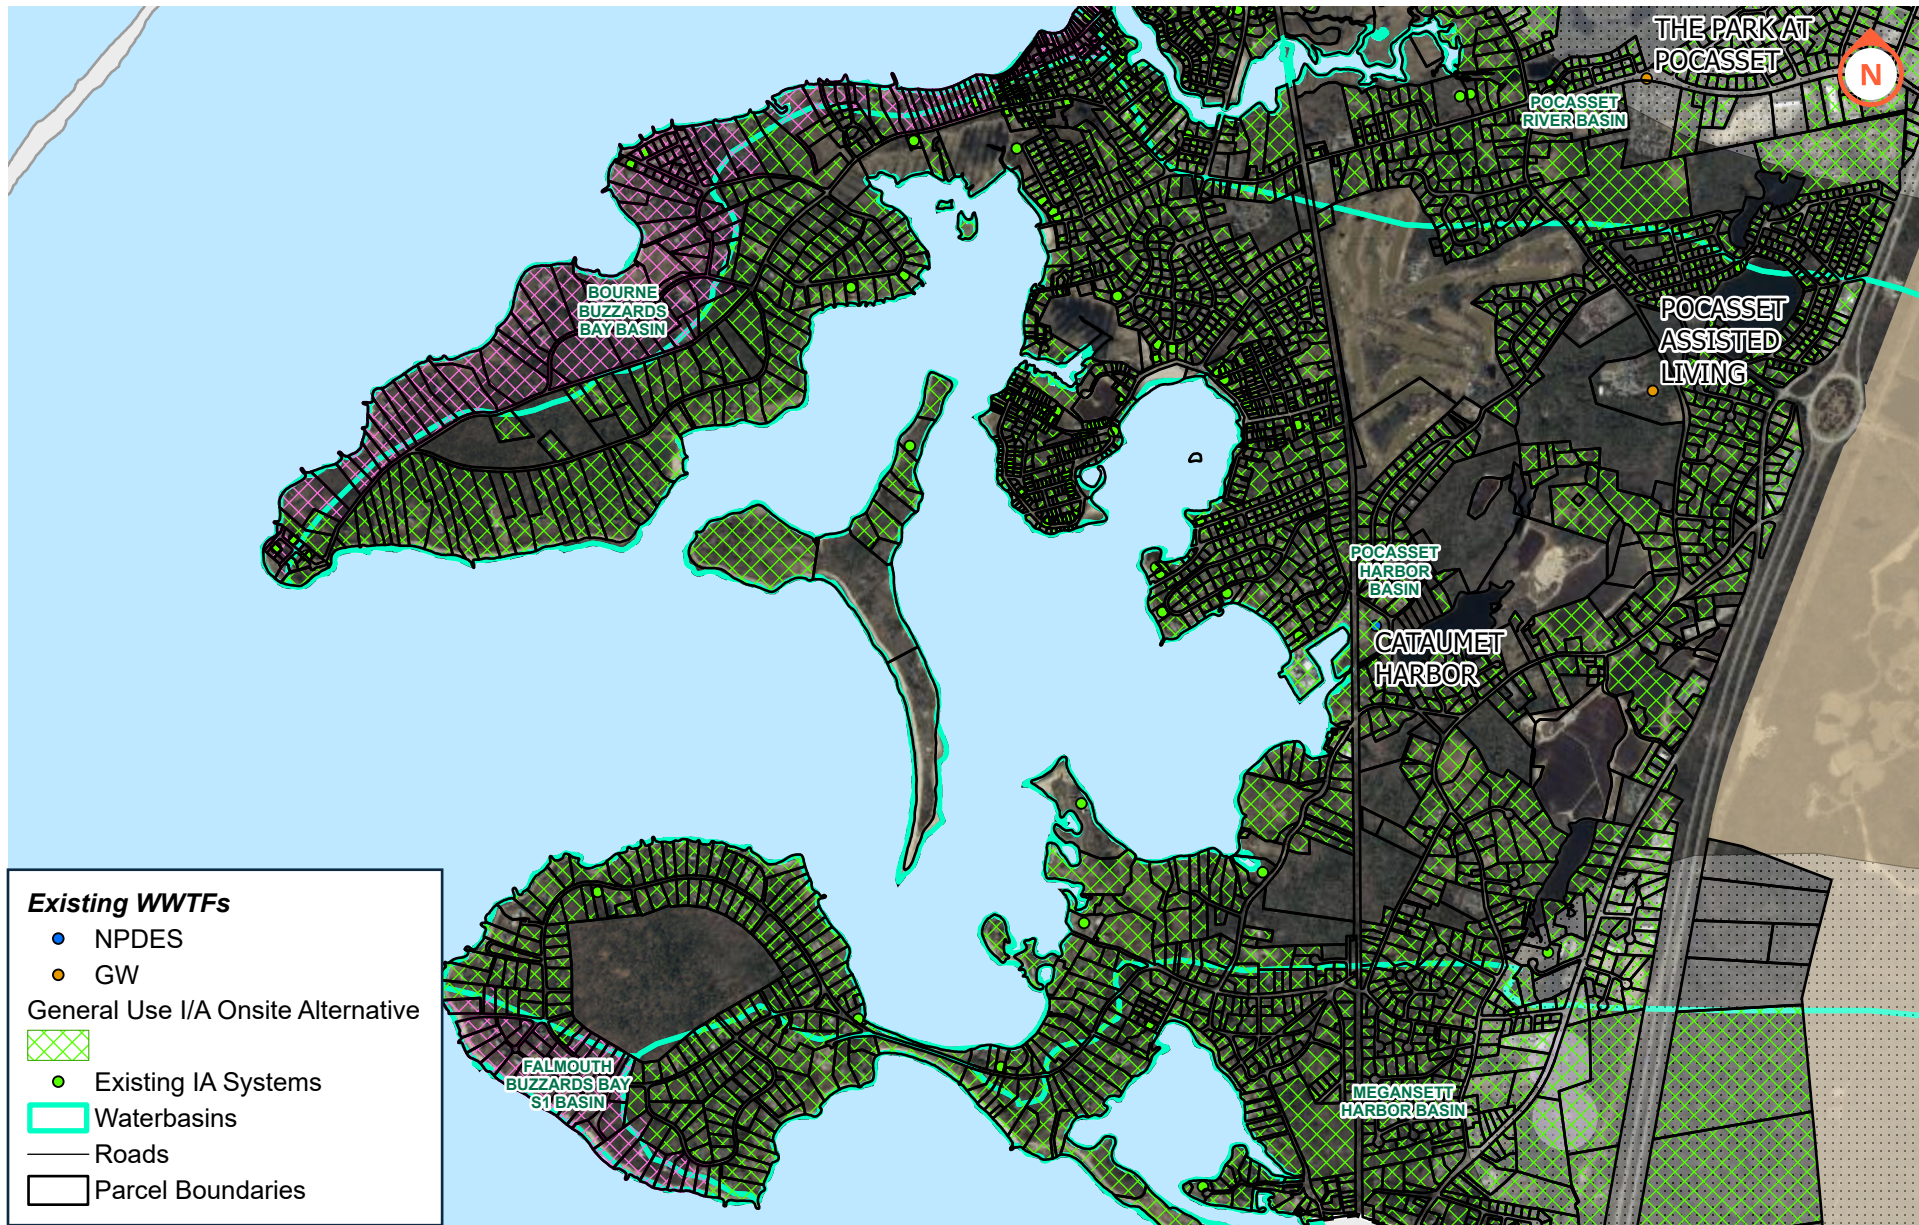 THE PARK AT
POCASSET
N
POCASSET
RIVER BASIN
BOURNE
BUZZARDS
BAY BASIN
POCASSET
ASSISTED
LIVING
POCASSET
HARBOR
BASIN
CATAUMET
HARBOR
FALMOUTH
BUZZARDS BAY
S1 BASIN
MEGANSETT
HARBOR BASIN
Existing WWTFs
NPDES
GW
General Use I/A Onsite Alternative
Existing IA Systems
Waterbasins
Roads
Parcel Boundaries